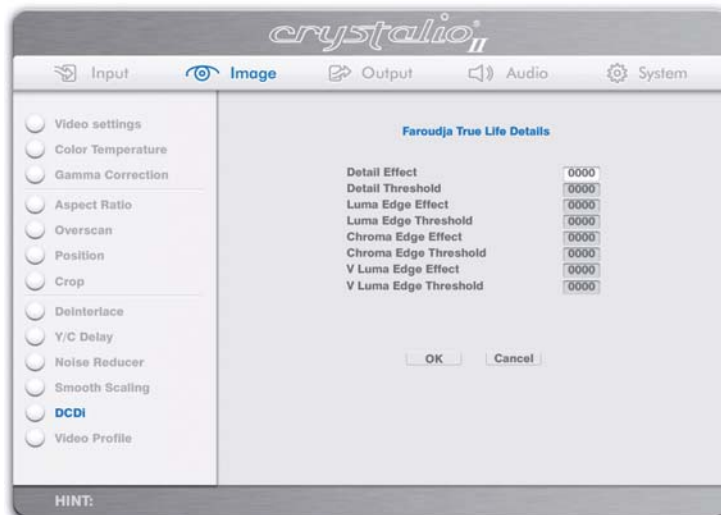 crystalio® II
Input Image Output Audio System
Video settings
Color Temperature
Gamma Correction
Aspect Ratio
Overscan
Position
Crop
DeInterlace
Y/C Delay
Noise Reducer
Smooth Scaling
DCDi
Video Profile
Faroudja True Life Details
Detail Effect 0000
Detail Threshold 0000
Luma Edge Effect 0000
Luma Edge Threshold 0000
Chroma Edge Effect 0000
Chroma Edge Threshold 0000
V Luma Edge Effect 0000
V Luma Edge Threshold 0000
OK Cancel
HINT: